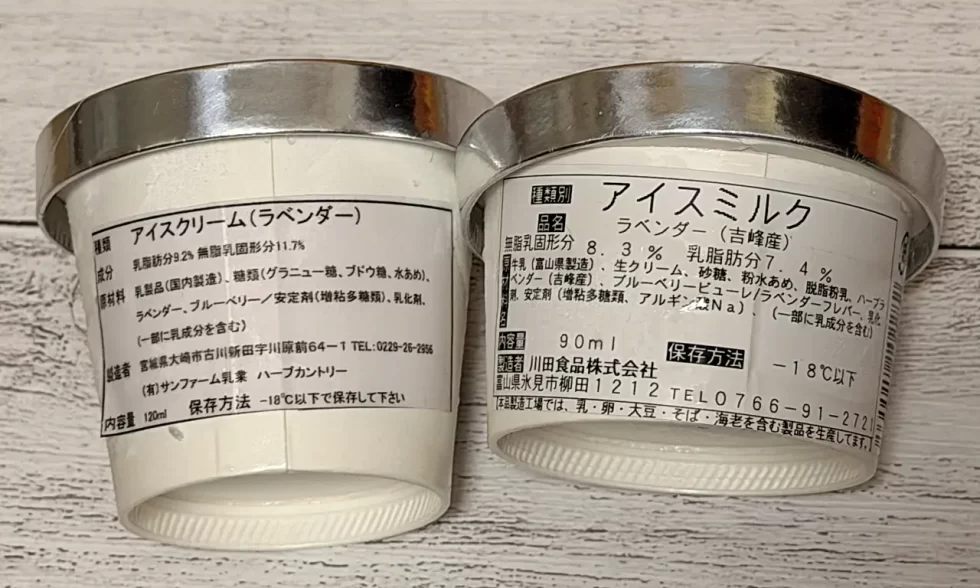 種類 アイスクリーム(ラベンダー)
成分 乳脂肪分9.2% 無脂乳固形分11.7%
原材料 乳製品(国内製造)、糖類(グラニュー糖、ブドウ糖、水あめ)、
ラベンダー、ブルーベリー/安定剤(増粘多糖類)、乳化剤、
(一部に乳成分を含む)
製造者 宮城県大崎市古川新田字川原前64-1 TEL:0229-26-2956
(有)サンファーム乳業 ハーブカントリー
内容量 120ml 保存方法 -18℃以下で保存して下さい
種類別 アイスミルク
品名 ラベンダー(吉峰産)
無脂乳固形分 8.3% 乳脂肪分7.4%
牛乳(富山県製造)、生クリーム、砂糖、粉水あめ、脱脂粉乳、ハーブラ
ベンダー(吉峰産)、ブルーベリーピューレ/ラベンダーフレバー、乳化
剤、安定剤(増粘多糖類、アルギン酸Na)、(一部に乳成分を含む)
内容量 90ml 保存方法 -18℃以下
製造者 川田食品株式会社
富山県氷見市柳田1212 TEL0766-91-2721
本品製造工場では、乳・卵・大豆・そば・海老を含む製品を生産してます。